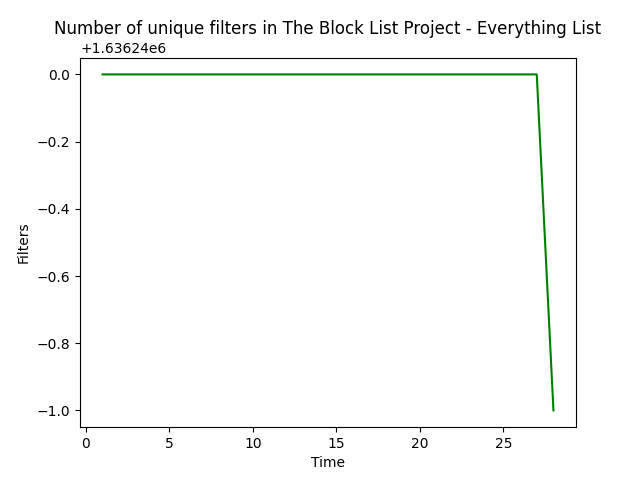 Number of unique filters in The Block List Project - Everything List
+1.63624e6
0.0
−0.2
−0.4
−0.6
−0.8
−1.0
Filters
0 5 10 15 20 25
Time